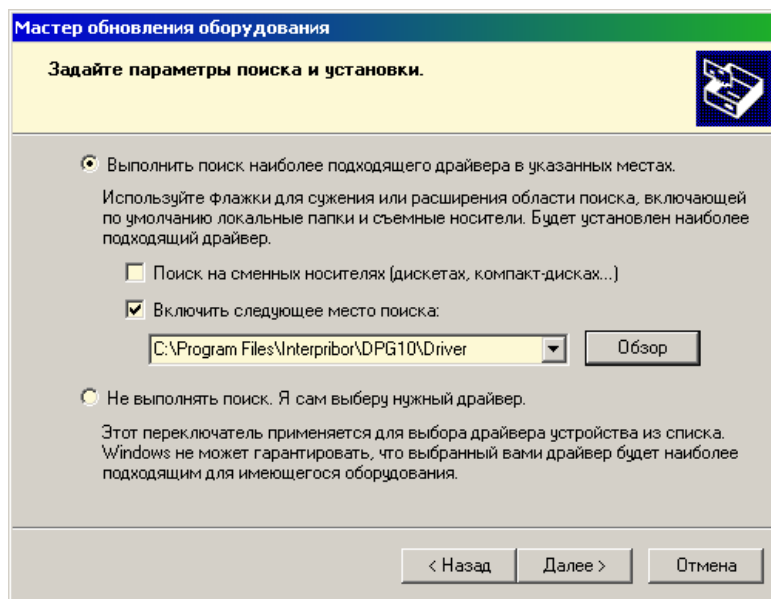 Мастер обновления оборудования
Задайте параметры поиска и установки.
Выполнить поиск наиболее подходящего драйвера в указанных местах.
Используйте флажки для сужения или расширения области поиска, включающей
по умолчанию локальные папки и съемные носители. Будет установлен наиболее
подходящий драйвер.
Поиск на сменных носителях (дискетах, компакт-дисках...)
Включить следующее место поиска:
C:\Program Files\Interpribor\DPG10\Driver
Обзор
Не выполнять поиск. Я сам выберу нужный драйвер.
Этот переключатель применяется для выбора драйвера устройства из списка.
Windows не может гарантировать, что выбранный вами драйвер будет наиболее
подходящим для имеющегося оборудования.
< Назад Далее > Отмена